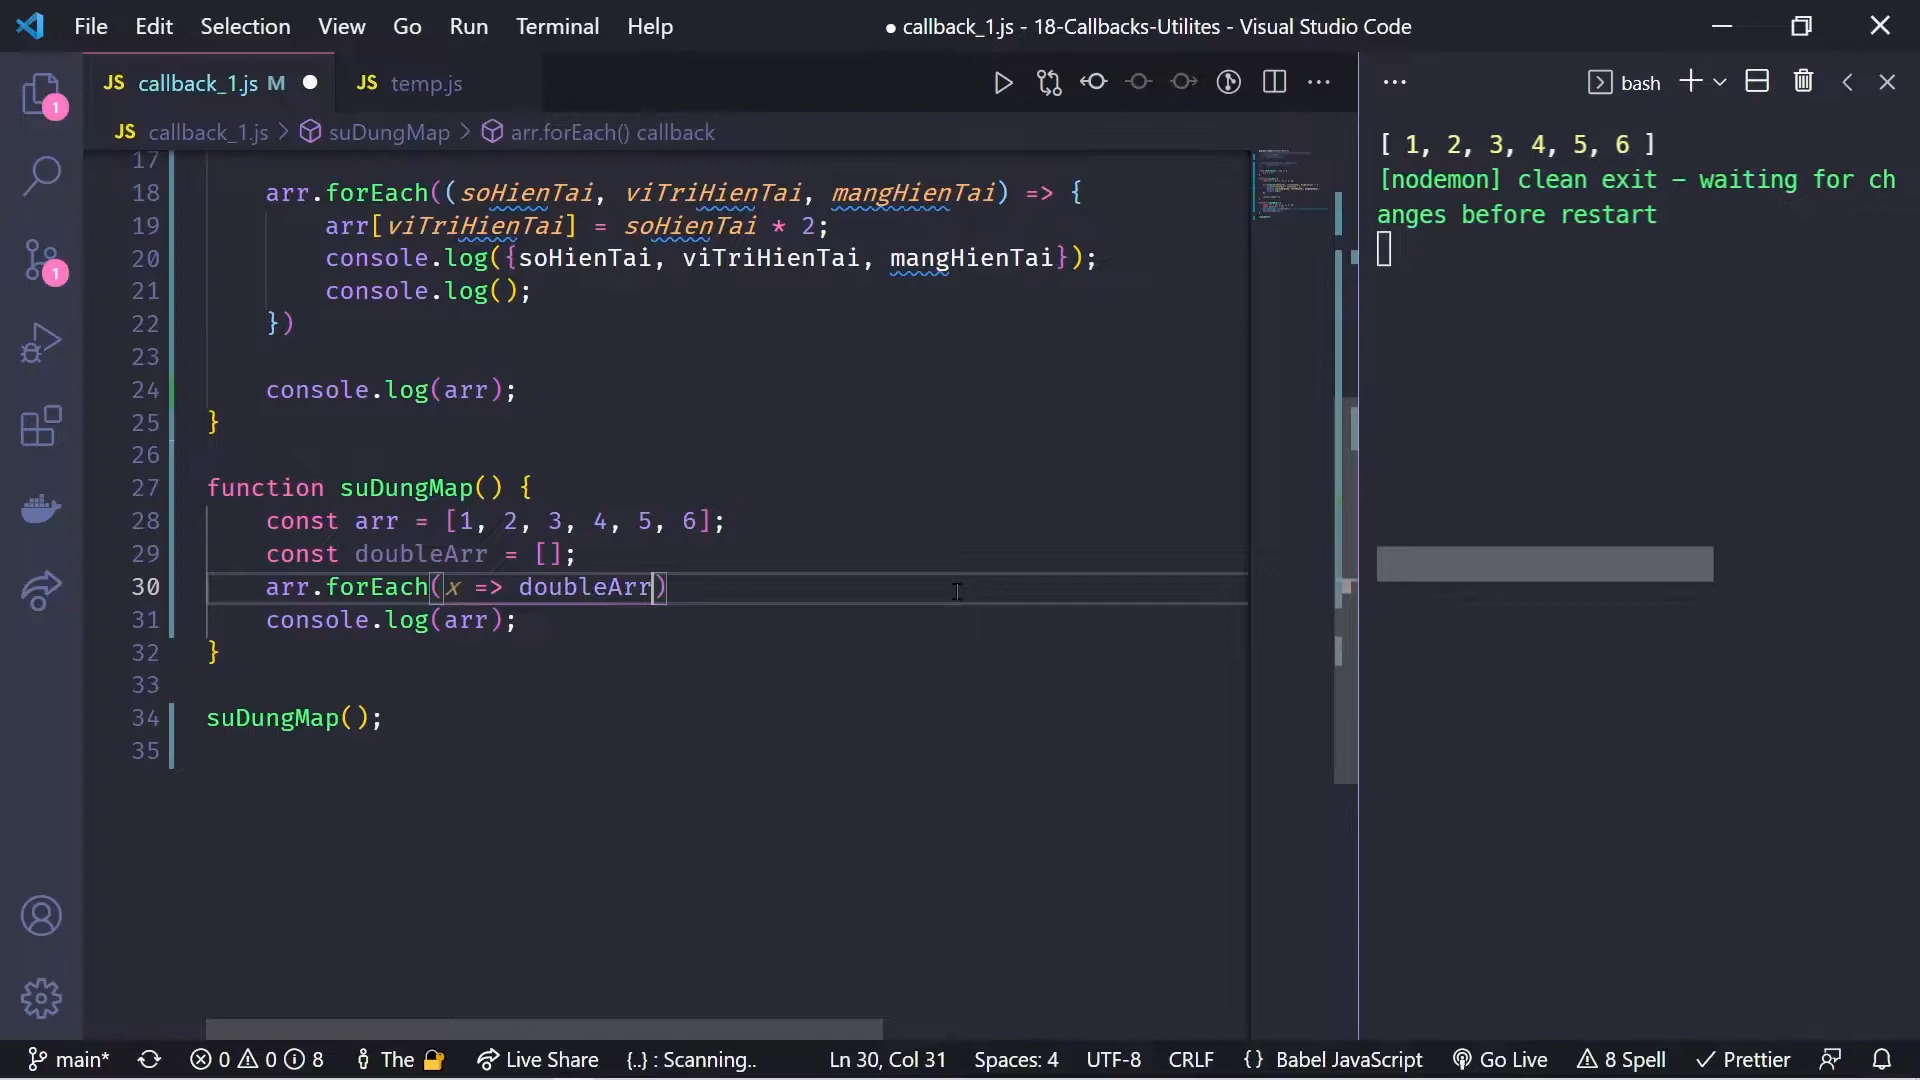 File Edit Selection View Go Run Terminal Help ● callback_1.js - 18-Callbacks-Utilites - Visual Studio Code
JS callback_1.js M ● JS temp.js
JS callback_1.js > suDungMap > arr.forEach() callback
17
18 arr.forEach((soHienTai, viTriHienTai, mangHienTai) => {
19 arr[viTriHienTai] = soHienTai * 2;
20 console.log({soHienTai, viTriHienTai, mangHienTai});
21 console.log();
22 })
23
24 console.log(arr);
25 }
26
27 function suDungMap() {
28 const arr = [1, 2, 3, 4, 5, 6];
29 const doubleArr = [];
30 arr.forEach(x => doubleArr)
31 console.log(arr);
32 }
33
34 suDungMap();
35
bash
[ 1, 2, 3, 4, 5, 6 ]
[nodemon] clean exit - waiting for ch
anges before restart
1
1
main* 0 0 8 The Live Share {..} : Scanning.. Ln 30, Col 31 Spaces: 4 UTF-8 CRLF {} Babel JavaScript Go Live 8 Spell Prettier